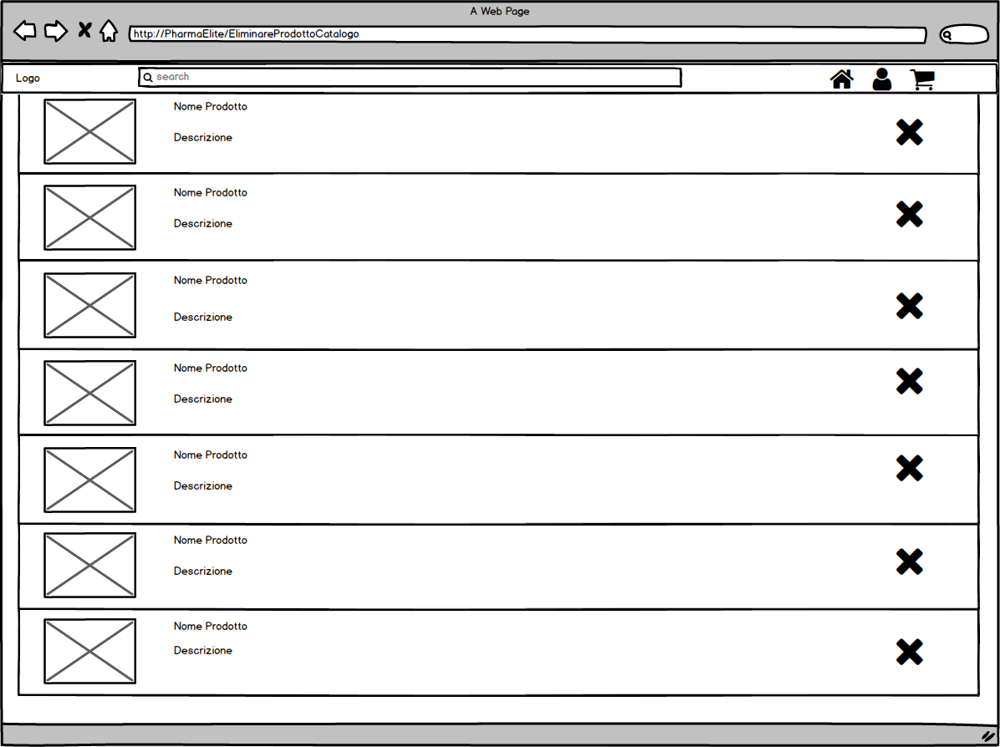 A Web Page
http://PharmaElite/EliminareProdottoCatalogo
Logo
search
Nome Prodotto
Descrizione
Nome Prodotto
Descrizione
Nome Prodotto
Descrizione
Nome Prodotto
Descrizione
Nome Prodotto
Descrizione
Nome Prodotto
Descrizione
Nome Prodotto
Descrizione